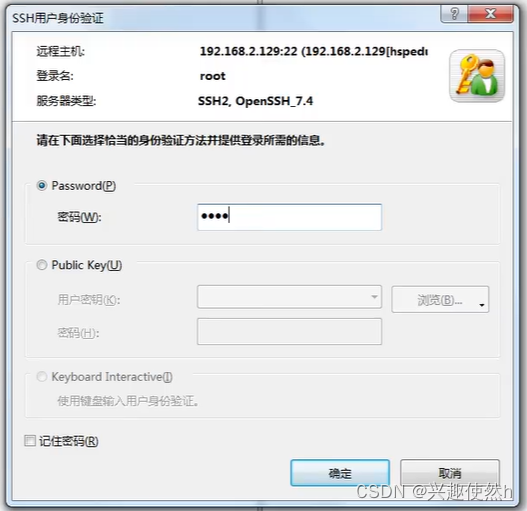 SSH用户身份验证
远程主机: 192.168.2.129:22 (192.168.2.129[hspedu
登录名: root
服务器类型: SSH2, OpenSSH_7.4
请在下面选择恰当的身份验证方法并提供登录所需的信息。
Password(P)
密码(W): ••••
Public Key(U)
用户密钥(K): 浏览(B)...
密码(H):
Keyboard Interactive(I)
使用键盘输入用户身份验证。
记住密码(R)
确定 取消
CSDN @兴趣使然h